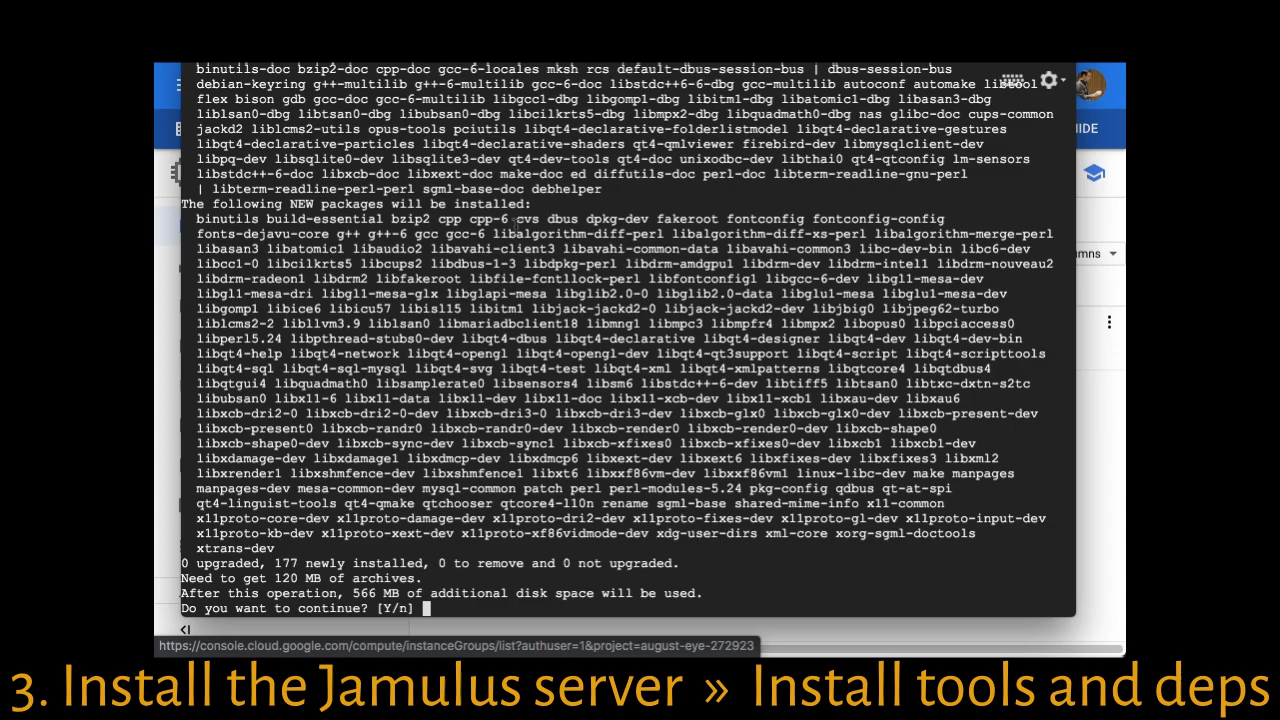 binutils-doc bzip2-doc cpp-doc gcc-6-locales mksh rcs default-dbus-session-bus | dbus-session-bus
debian-keyring g++-multilib g++-6-multilib gcc-6-doc libstdc++6-6-dbg gcc-multilib autoconf automake libtool
flex bison gdb gcc-doc gcc-6-multilib libgcc1-dbg libgomp1-dbg libitm1-dbg libatomic1-dbg libasan3-dbg
liblsan0-dbg libtsan0-dbg libubsan0-dbg libcilkrts5-dbg libmpx2-dbg libquadmath0-dbg nas glibc-doc cups-common
jackd2 liblcms2-utils opus-tools pciutils libqt4-declarative-folderlistmodel libqt4-declarative-gestures
IDE
libqt4-declarative-particles libqt4-declarative-shaders qt4-qmlviewer firebird-dev libmysqlclient-dev
libpq-dev libsqlite0-dev libsqlite3-dev qt4-dev-tools qt4-doc unixodbc-dev libthai0 qt4-qtconfig lm-sensors
libstdc++-6-doc libxcb-doc libxext-doc make-doc ed diffutils-doc perl-doc libterm-readline-gnu-perl
| libterm-readline-perl-perl sgml-base-doc debhelper
The following NEW packages will be installed:
binutils build-essential bzip2 cpp cpp-6 cvs dbus dpkg-dev fakeroot fontconfig fontconfig-config
fonts-dejavu-core g++ g++-6 gcc gcc-6 libalgorithm-diff-perl libalgorithm-diff-xs-perl libalgorithm-merge-perl
libasan3 libatomic1 libaudio2 libavahi-client3 libavahi-common-data libavahi-common3 libc-dev-bin libc6-dev
mns
libcc1-0 libcilkrts5 libcups2 libdbus-1-3 libdpkg-perl libdrm-amdgpu1 libdrm-dev libdrm-intel1 libdrm-nouveau2
libdrm-radeon1 libdrm2 libfakeroot libfile-fcntllock-perl libfontconfig1 libgcc-6-dev libgl1-mesa-dev
libgl1-mesa-dri libgl1-mesa-glx libglapi-mesa libglib2.0-0 libglib2.0-data libglu1-mesa libglu1-mesa-dev
libgomp1 libice6 libicu57 libisl15 libitm1 libjack-jackd2-0 libjack-jackd2-dev libjbig0 libjpeg62-turbo
liblcms2-2 libllvm3.9 liblsan0 libmariadbclient18 libmng1 libmpc3 libmpfr4 libmpx2 libopus0 libpciaccess0
libperl5.24 libpthread-stubs0-dev libqt4-dbus libqt4-declarative libqt4-designer libqt4-dev libqt4-dev-bin
libqt4-help libqt4-network libqt4-opengl libqt4-opengl-dev libqt4-qt3support libqt4-script libqt4-scripttools
libqt4-sql libqt4-sql-mysql libqt4-svg libqt4-test libqt4-xml libqt4-xmlpatterns libqtcore4 libqtdbus4
libqtgui4 libquadmath0 libsamplerate0 libsensors4 libsm6 libstdc++-6-dev libtiff5 libtsan0 libtxc-dxtn-s2tc
libubsan0 libx11-6 libx11-data libx11-dev libx11-doc libx11-xcb-dev libx11-xcb1 libxau-dev libxau6
libxcb-dri2-0 libxcb-dri2-0-dev libxcb-dri3-0 libxcb-dri3-dev libxcb-glx0 libxcb-glx0-dev libxcb-present-dev
libxcb-present0 libxcb-randr0 libxcb-randr0-dev libxcb-render0 libxcb-render0-dev libxcb-shape0
libxcb-shape0-dev libxcb-sync-dev libxcb-sync1 libxcb-xfixes0 libxcb-xfixes0-dev libxcb1 libxcb1-dev
libxdamage-dev libxdamage1 libxdmcp-dev libxdmcp6 libxext-dev libxext6 libxfixes-dev libxfixes3 libxml2
libxrender1 libxshmfence-dev libxshmfence1 libxt6 libxxf86vm-dev libxxf86vm1 linux-libc-dev make manpages
manpages-dev mesa-common-dev mysql-common patch perl perl-modules-5.24 pkg-config qdbus qt-at-spi
qt4-linguist-tools qt4-qmake qtchooser qtcore4-l10n rename sgml-base shared-mime-info x11-common
x11proto-core-dev x11proto-damage-dev x11proto-dri2-dev x11proto-fixes-dev x11proto-gl-dev x11proto-input-dev
x11proto-kb-dev x11proto-xext-dev x11proto-xf86vidmode-dev xdg-user-dirs xml-core xorg-sgml-doctools
xtrans-dev
0 upgraded, 177 newly installed, 0 to remove and 0 not upgraded.
Need to get 120 MB of archives.
After this operation, 566 MB of additional disk space will be used.
Do you want to continue? [Y/n]
https://console.cloud.google.com/compute/instanceGroups/list?authuser=1&project=august-eye-272923
3. Install the Jamulus server » Install tools and deps